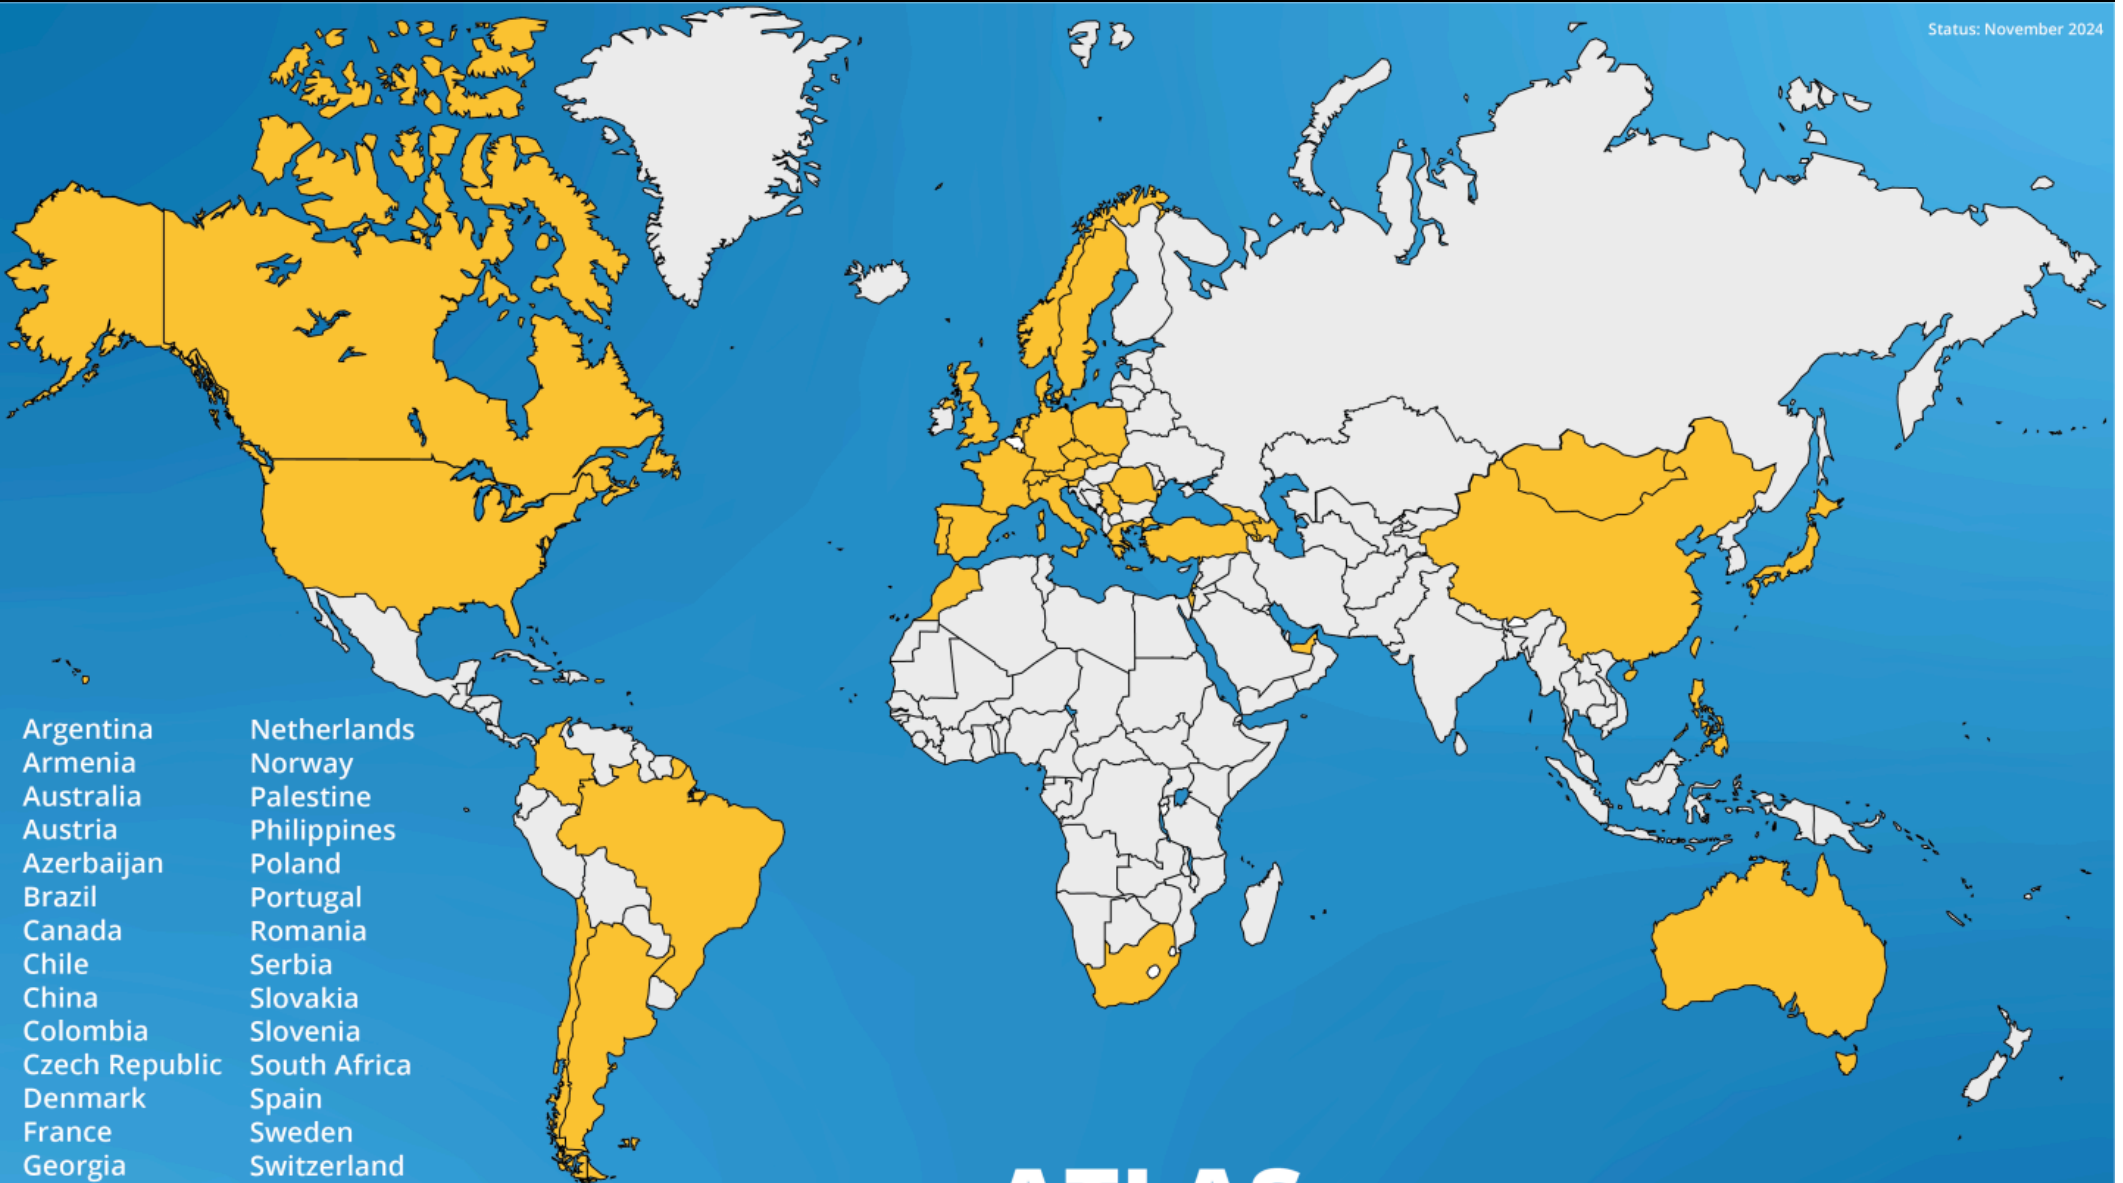 Status: November 2024
Argentina
Armenia
Australia
Austria
Azerbaijan
Brazil
Canada
Chile
China
Colombia
Czech Republic
Denmark
France
Georgia
Netherlands
Norway
Palestine
Philippines
Poland
Portugal
Romania
Serbia
Slovakia
Slovenia
South Africa
Spain
Sweden
Switzerland
ATLAS